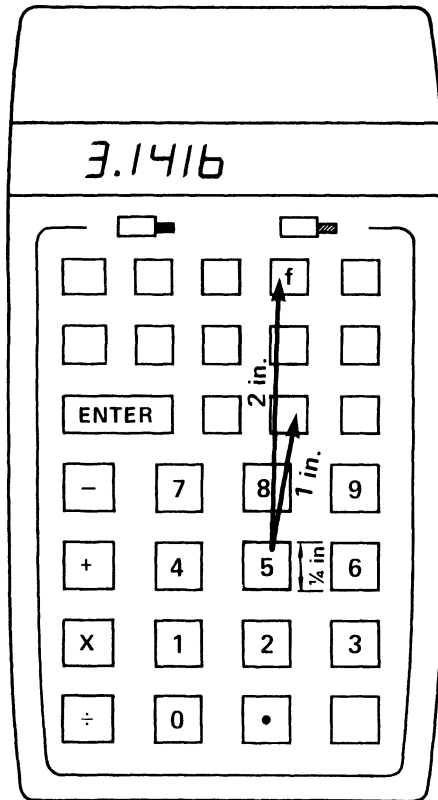 3.1416
f
2 in.
ENTER
1 in.
- 7 8 9
+ 4 5 6
¼ in
X 1 2 3
÷ 0 •